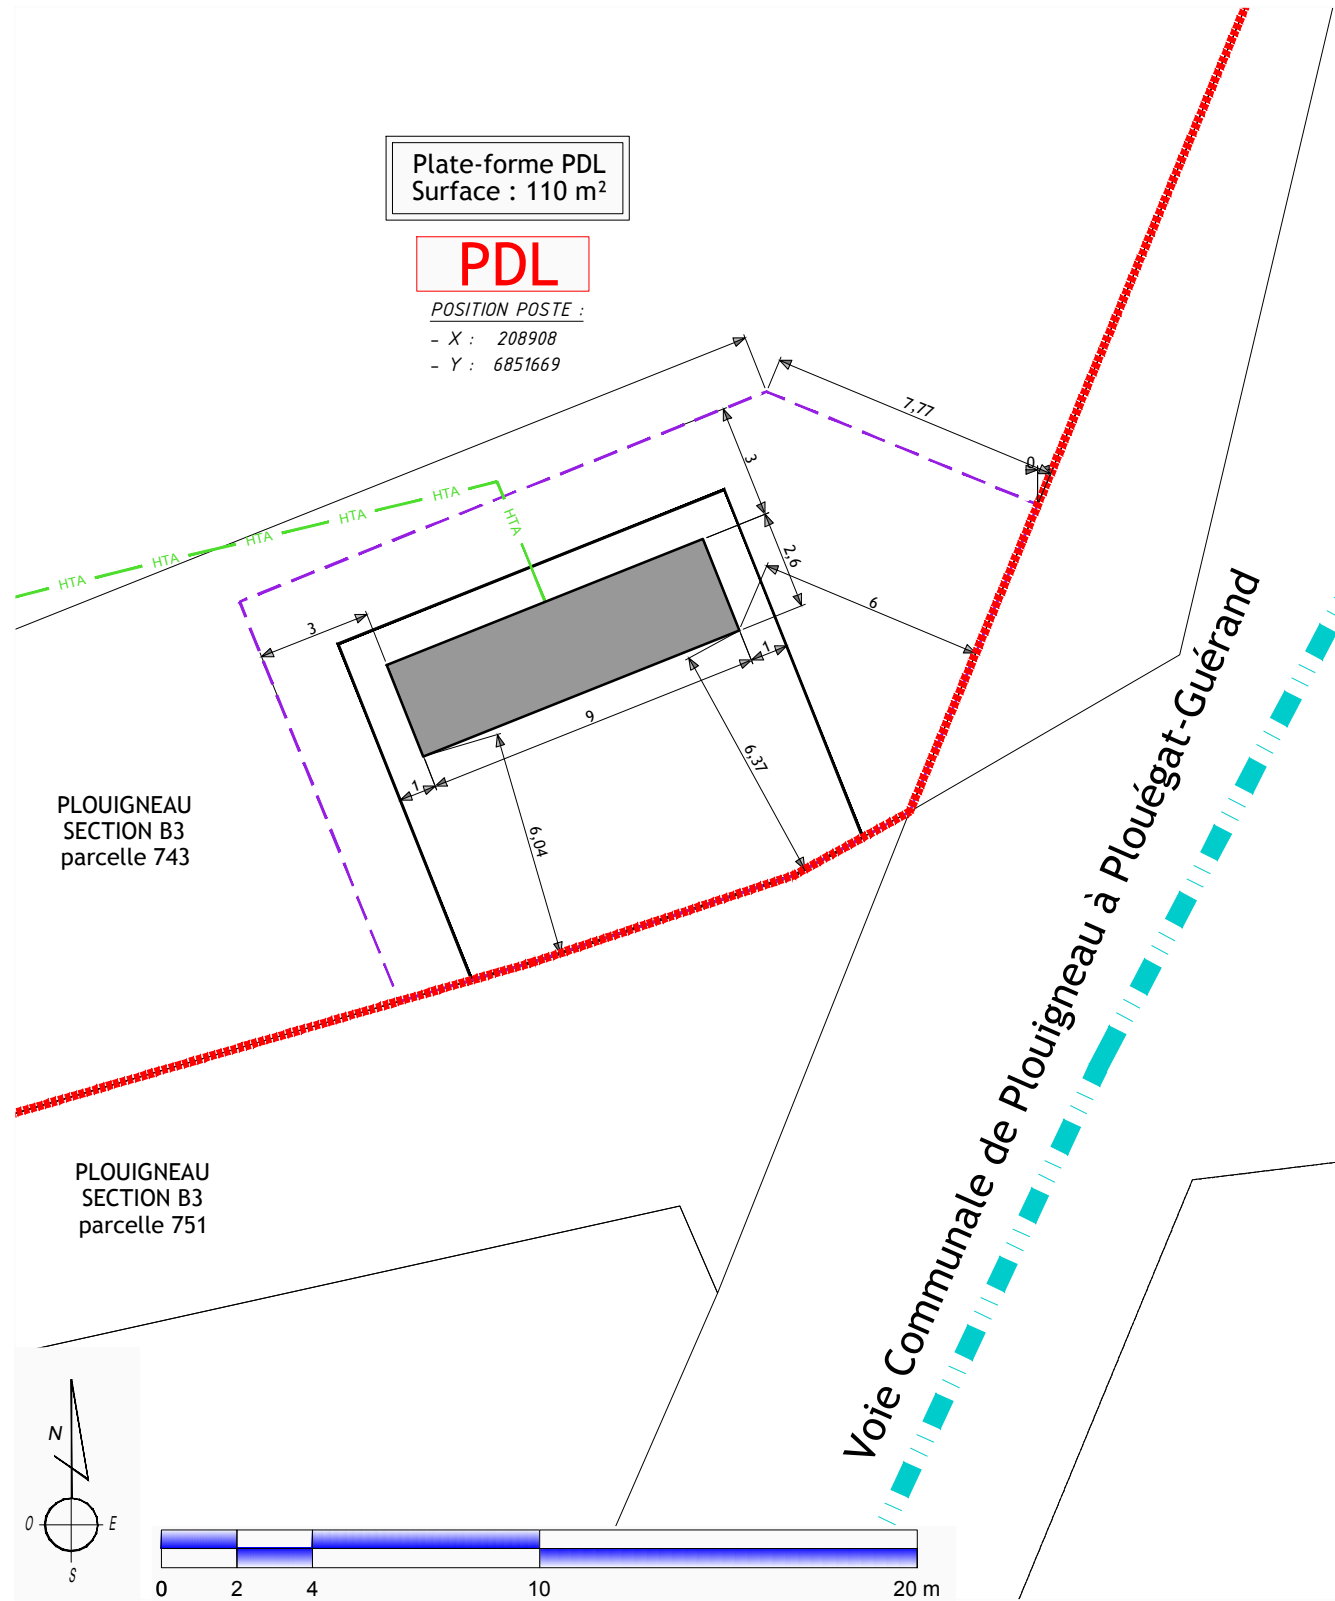 Plate-forme PDL
Surface : 110 m²
PDL
POSITION POSTE :
- X : 208908
- Y : 6851669
7,77
0
3
2,6
6
HTA
HTA
HTA
HTA
HTA
HTA
3
1
9
1
6,37
6,04
PLOUIGNEAU
SECTION B3
parcelle 743
PLOUIGNEAU
SECTION B3
parcelle 751
Voie Communale de Plouigneau à Plouégat-Guérand
N
O
E
S
0 2 4 10 20 m